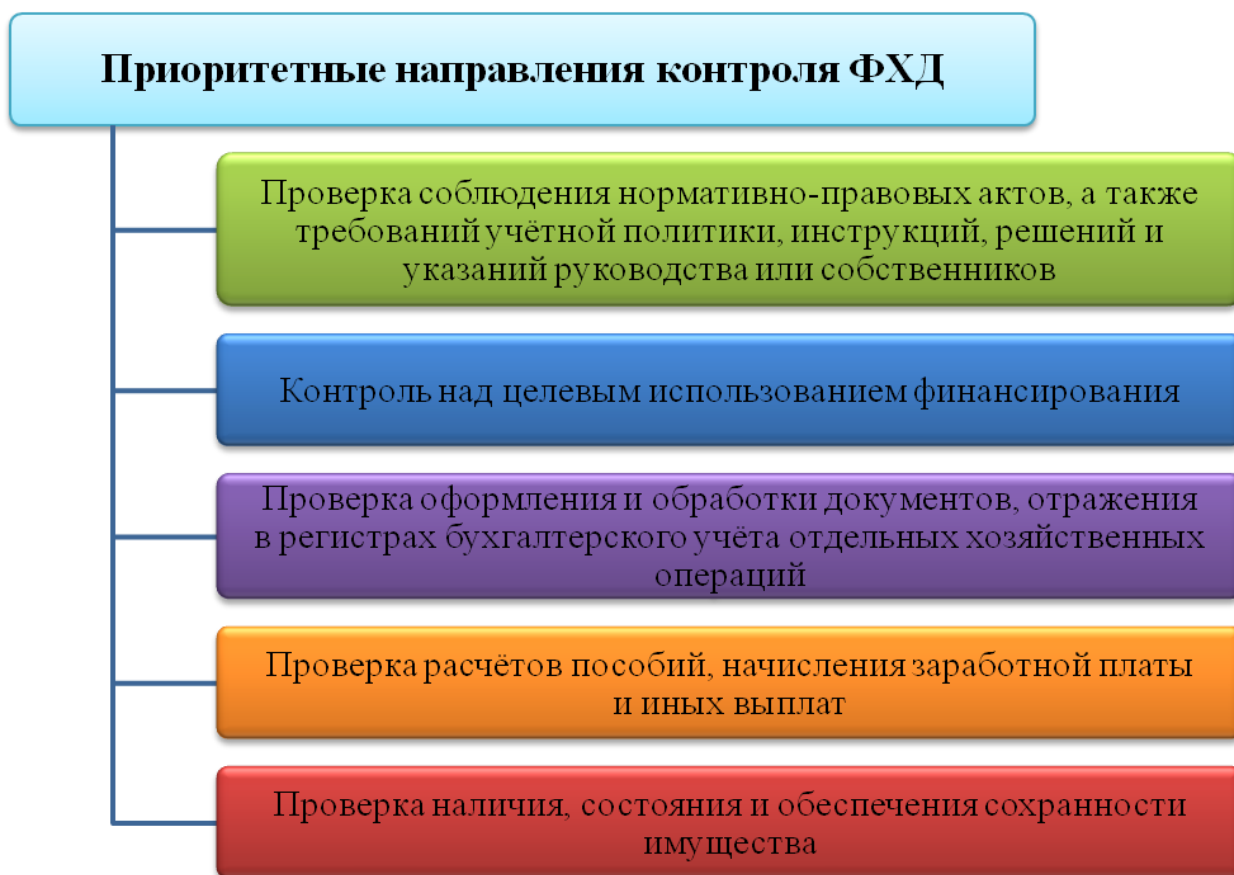 Приоритетные направления контроля ФХД
Проверка соблюдения нормативно-правовых актов, а также
требований учётной политики, инструкций, решений и
указаний руководства или собственников
Контроль над целевым использованием финансирования
Проверка оформления и обработки документов, отражения
в регистрах бухгалтерского учёта отдельных хозяйственных
операций
Проверка расчётов пособий, начисления заработной платы
и иных выплат
Проверка наличия, состояния и обеспечения сохранности
имущества